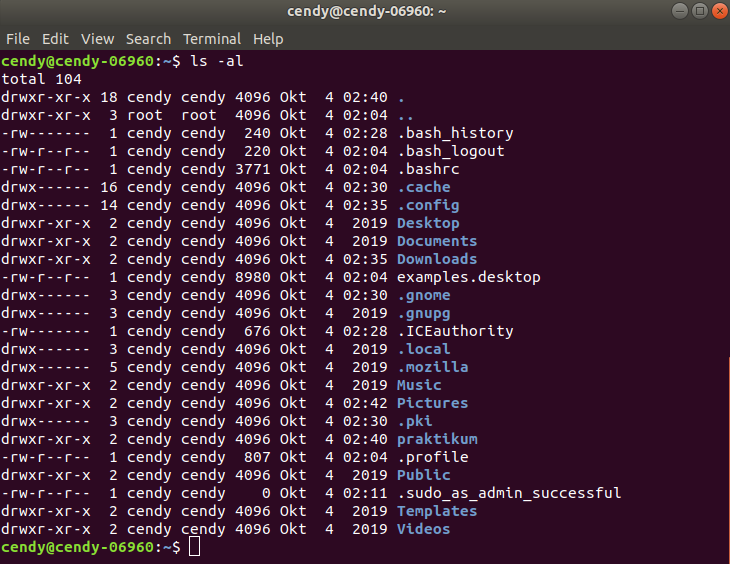 cendy@cendy-06960: ~
File Edit View Search Terminal Help
cendy@cendy-06960:~$ ls -al
total 104
drwxr-xr-x 18 cendy cendy 4096 Okt  4 02:40 .
drwxr-xr-x  3 root  root  4096 Okt  4 02:04 ..
-rw-------  1 cendy cendy  240 Okt  4 02:28 .bash_history
-rw-r--r--  1 cendy cendy  220 Okt  4 02:04 .bash_logout
-rw-r--r--  1 cendy cendy 3771 Okt  4 02:04 .bashrc
drwx------ 16 cendy cendy 4096 Okt  4 02:30 .cache
drwx------ 14 cendy cendy 4096 Okt  4 02:35 .config
drwxr-xr-x  2 cendy cendy 4096 Okt  4  2019 Desktop
drwxr-xr-x  2 cendy cendy 4096 Okt  4  2019 Documents
drwxr-xr-x  2 cendy cendy 4096 Okt  4 02:35 Downloads
-rw-r--r--  1 cendy cendy 8980 Okt  4 02:04 examples.desktop
drwx------  3 cendy cendy 4096 Okt  4 02:30 .gnome
drwx------  3 cendy cendy 4096 Okt  4  2019 .gnupg
-rw-------  1 cendy cendy  676 Okt  4 02:28 .ICEauthority
drwx------  3 cendy cendy 4096 Okt  4  2019 .local
drwx------  5 cendy cendy 4096 Okt  4  2019 .mozilla
drwxr-xr-x  2 cendy cendy 4096 Okt  4  2019 Music
drwxr-xr-x  2 cendy cendy 4096 Okt  4 02:42 Pictures
drwx------  3 cendy cendy 4096 Okt  4 02:30 .pki
drwxr-xr-x  2 cendy cendy 4096 Okt  4 02:40 praktikum
-rw-r--r--  1 cendy cendy  807 Okt  4 02:04 .profile
drwxr-xr-x  2 cendy cendy 4096 Okt  4  2019 Public
-rw-r--r--  1 cendy cendy    0 Okt  4 02:11 .sudo_as_admin_successful
drwxr-xr-x  2 cendy cendy 4096 Okt  4  2019 Templates
drwxr-xr-x  2 cendy cendy 4096 Okt  4  2019 Videos
cendy@cendy-06960:~$